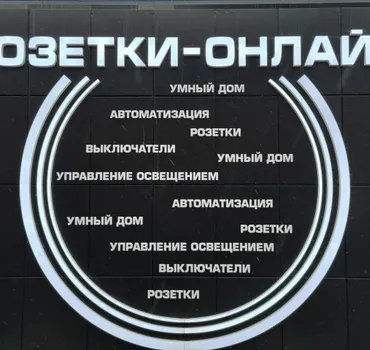 ОЗЕТКИ-ОНЛАЙ
УМНЫЙ ДОМ
АВТОМАТИЗАЦИЯ
РОЗЕТКИ
ВЫКЛЮЧАТЕЛИ
УМНЫЙ ДОМ
УПРАВЛЕНИЕ ОСВЕЩЕНИЕМ
АВТОМАТИЗАЦИЯ
УМНЫЙ ДОМ
РОЗЕТКИ
УПРАВЛЕНИЕ ОСВЕЩЕНИЕМ
ВЫКЛЮЧАТЕЛИ
РОЗЕТКИ